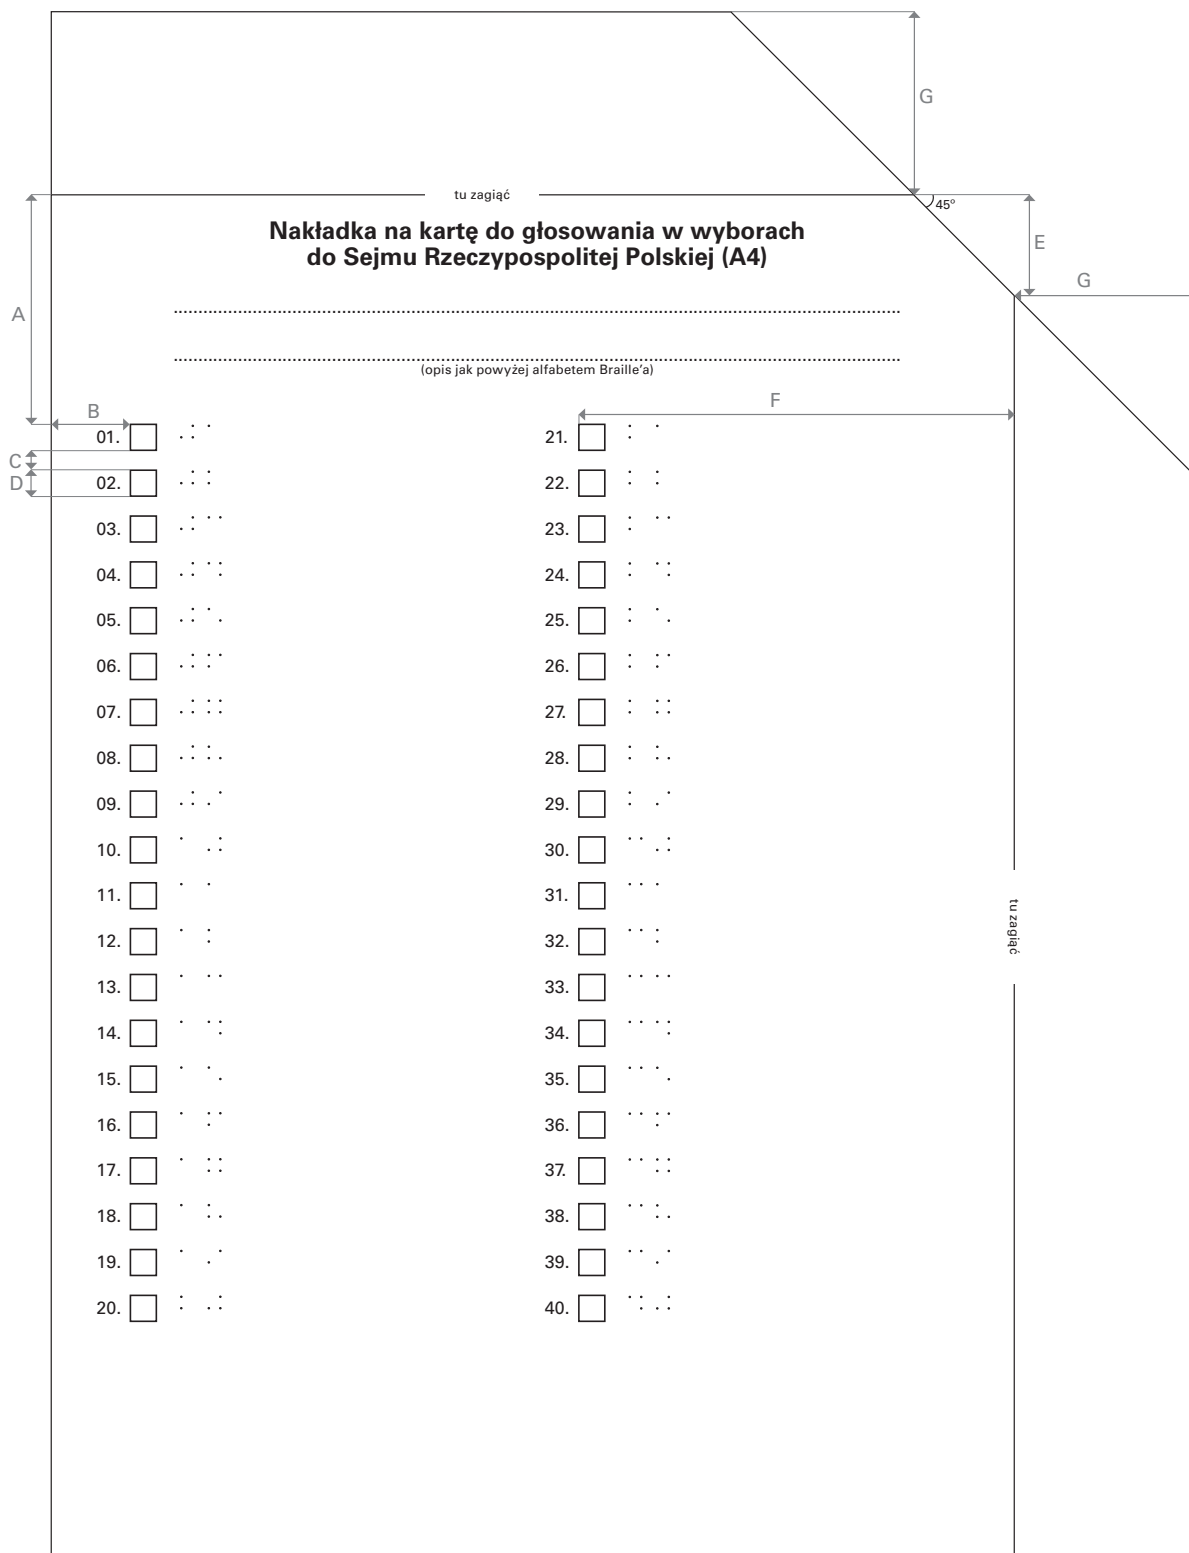 G
tu zagiąć
45º
Nakładka na kartę do głosowania w wyborach
do Sejmu Rzeczypospolitej Polskiej (A4)
E
G
A
(opis jak powyżej alfabetem Braille’a)
B
F
01. 21.
C
D
02. 22.
03. 23.
04. 24.
05. 25.
06. 26.
07. 27.
08. 28.
09. 29.
10. 30.
11. 31.
tu zagiąć
12. 32.
13. 33.
14. 34.
15. 35.
16. 36.
17. 37.
18. 38.
19. 39.
20. 40.